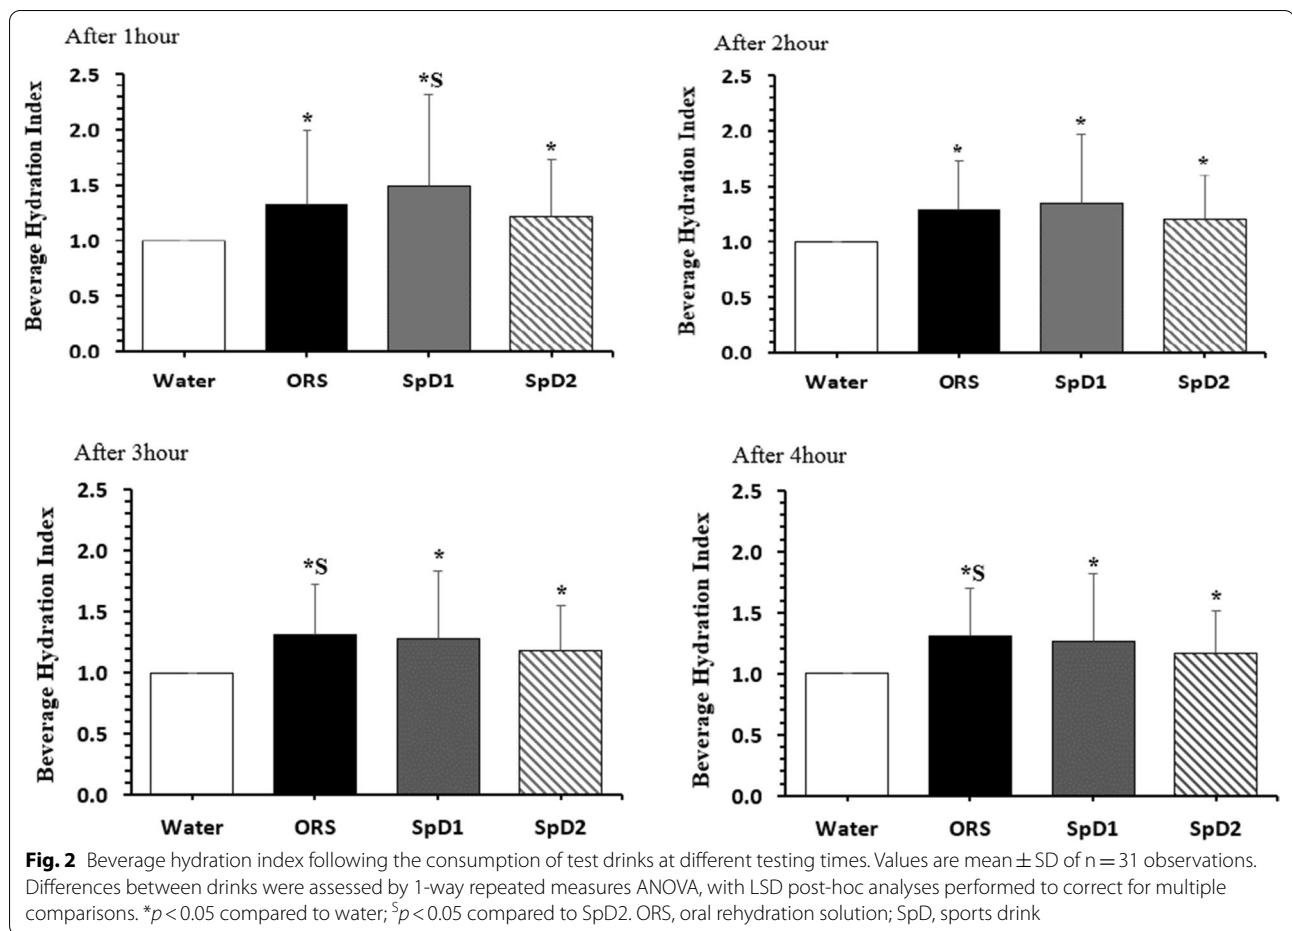 After 1hour
Beverage Hydration Index
2.5
2.0
1.5
1.0
0.5
0.0
*
*S
*
Water ORS SpD1 SpD2
After 2hour
Beverage Hydration Index
2.5
2.0
1.5
1.0
0.5
0.0
*
*
*
Water ORS SpD1 SpD2
After 3hour
Beverage Hydration Index
2.5
2.0
1.5
1.0
0.5
0.0
*S
*
*
Water ORS SpD1 SpD2
After 4hour
Beverage Hydration Index
2.5
2.0
1.5
1.0
0.5
0.0
*S
*
*
Water ORS SpD1 SpD2
Fig. 2 Beverage hydration index following the consumption of test drinks at different testing times. Values are mean ± SD of n = 31 observations.
Differences between drinks were assessed by 1-way repeated measures ANOVA, with LSD post-hoc analyses performed to correct for multiple
comparisons. *p < 0.05 compared to water; Sp < 0.05 compared to SpD2. ORS, oral rehydration solution; SpD, sports drink